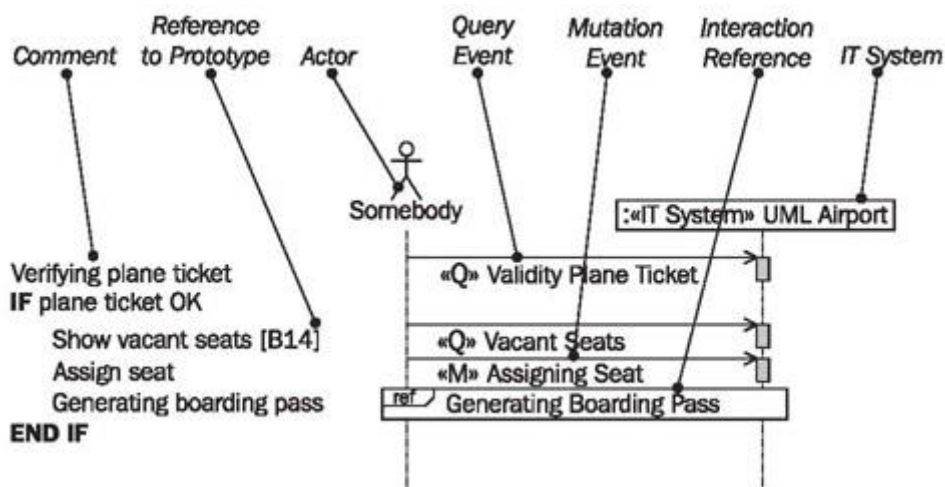 Comment
Reference
to Prototype
Actor
Query
Event
Mutation
Event
Interaction
Reference
IT System
Somebody
:«IT System» UML Airport
Verifying plane ticket
«Q» Validity Plane Ticket
IF plane ticket OK
Show vacant seats [B14]
«Q» Vacant Seats
Assign seat
«M» Assigning Seat
Generating boarding pass
ref
Generating Boarding Pass
END IF